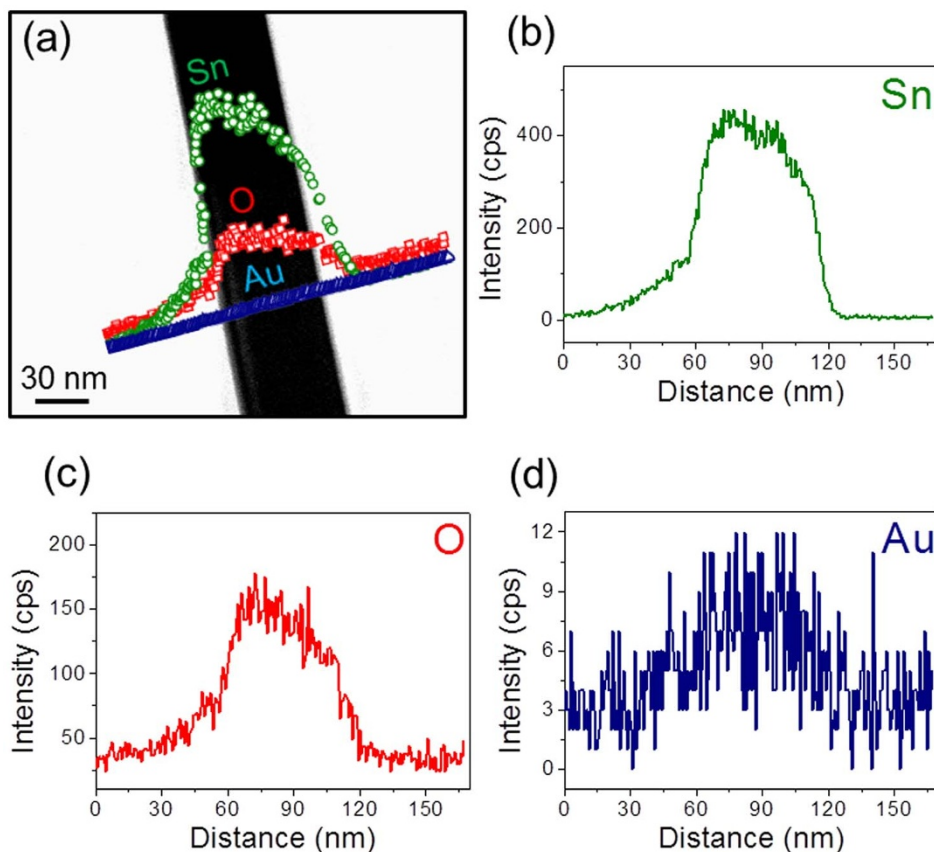 (a)
Sn
O
Au
30 nm
(b)
Sn
Intensity (cps)
400
200
0
0 30 60 90 120 150
Distance (nm)
(c)
O
Intensity (cps)
200
150
100
50
0 30 60 90 120 150
Distance (nm)
(d)
Au
Intensity (cps)
12
9
6
3
0
0 30 60 90 120 150
Distance (nm)